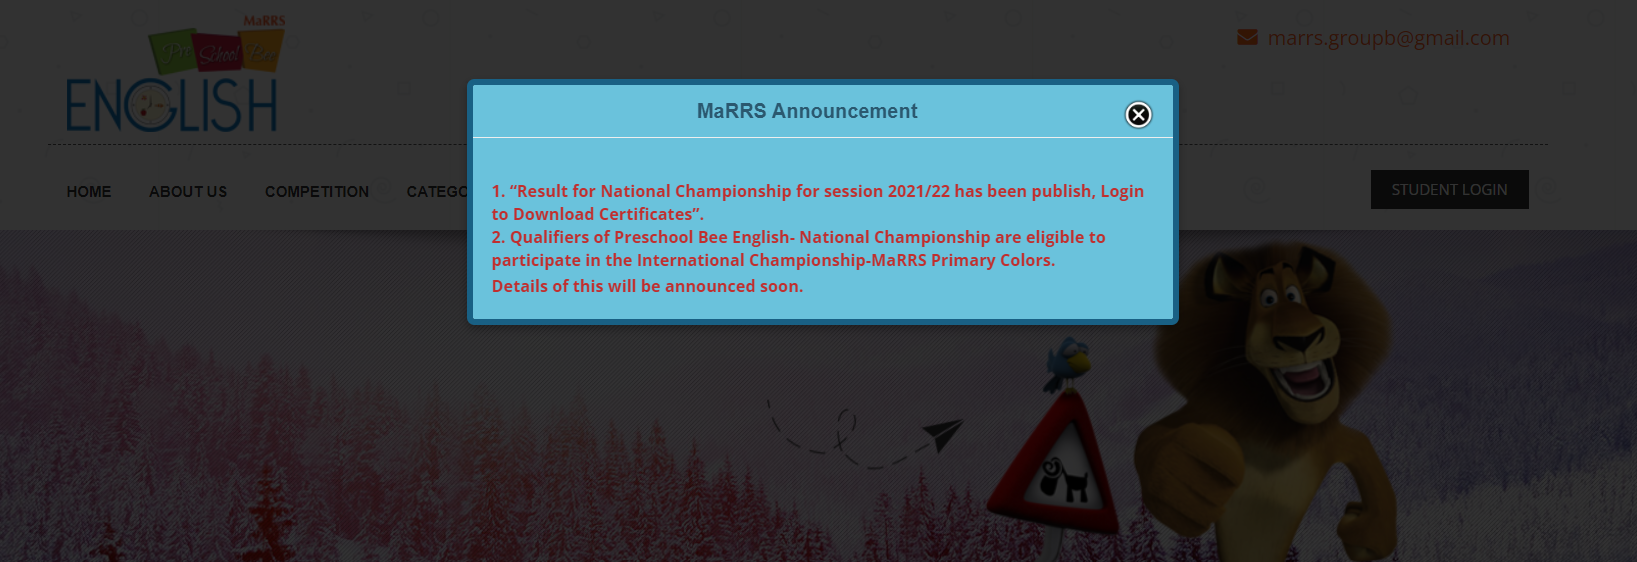 MaRRS
Pre School Bee
ENGLISH
marrs.groupb@gmail.com
MaRRS Announcement
HOME ABOUT US COMPETITION CATEGO
STUDENT LOGIN
1. “Result for National Championship for session 2021/22 has been publish, Login
to Download Certificates”.
2. Qualifiers of Preschool Bee English- National Championship are eligible to
participate in the International Championship-MaRRS Primary Colors.
Details of this will be announced soon.